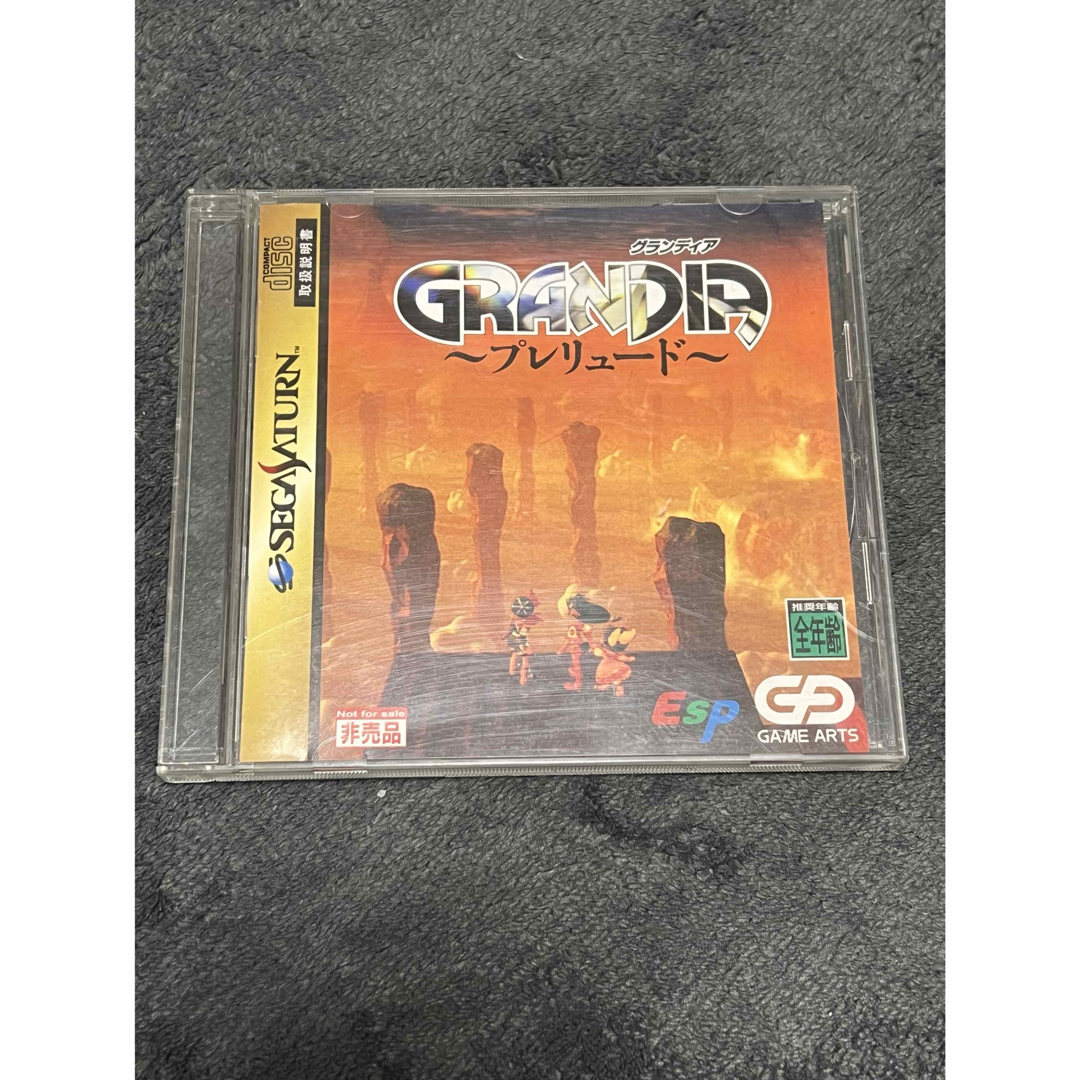 COMPACT
disc
取扱説明書
SEGA SATURN™
グランディア
GRANDIA
～プレリュード～
推奨年齢
全年齢
Not for sale
非売品
ESP
GAME ARTS